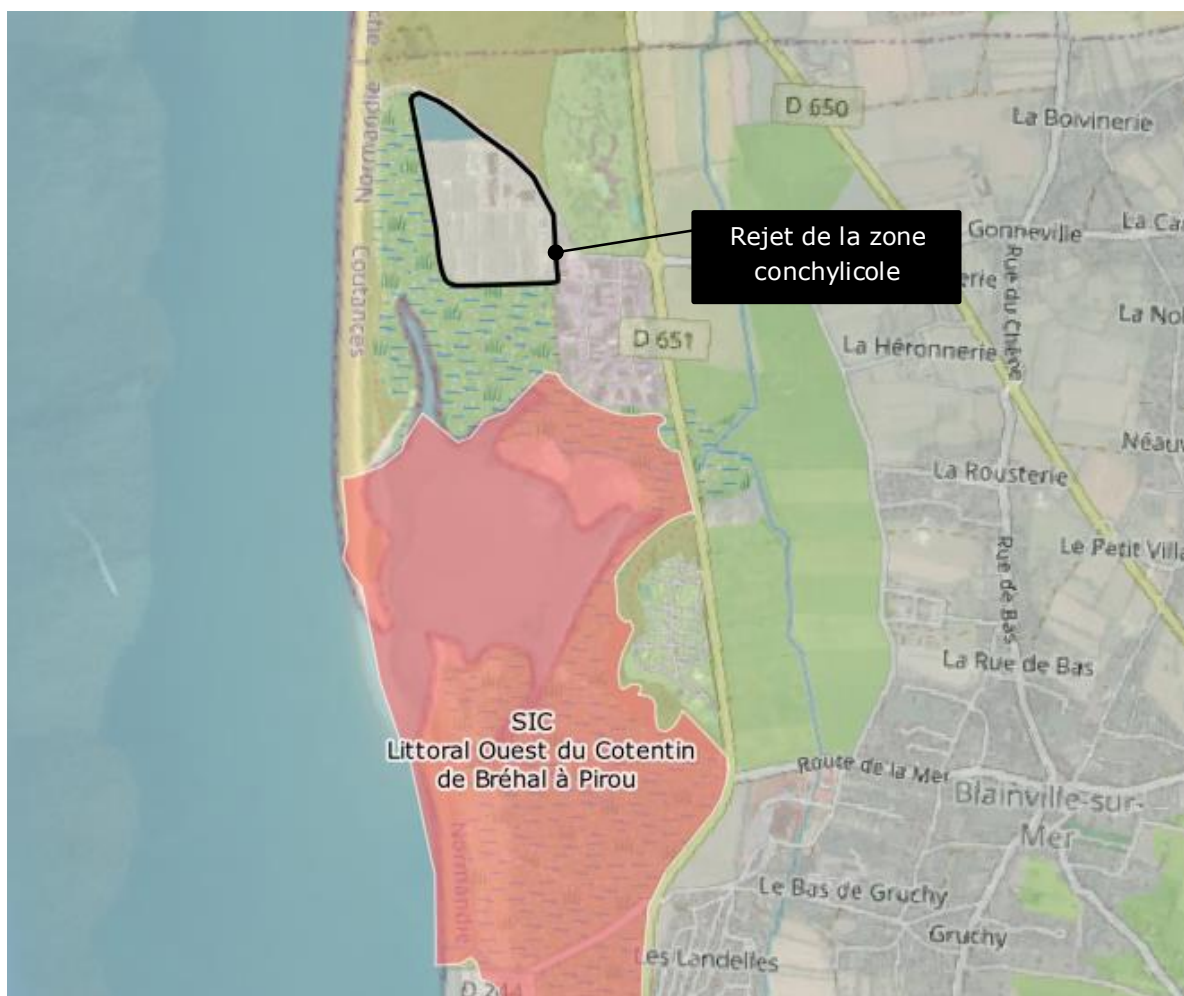 Normandie
Coutances
D 650
La Boivinerie
Rejet de la zone
conchylicole
Gonneville
La Ca
erie
Rue du Chêne
La No
D 651
La Héronnerie
Néauv
La Rousterie
Rue de Bas
Le Petit Villa
La Rue de Bas
SIC
Littoral Ouest du Cotentin
de Bréhal à Pirou
Route de la Mer
Blainville-sur-
Mer
Normandie
Le Bas de Gruchy
Gruchy
Les Landelles
D 244